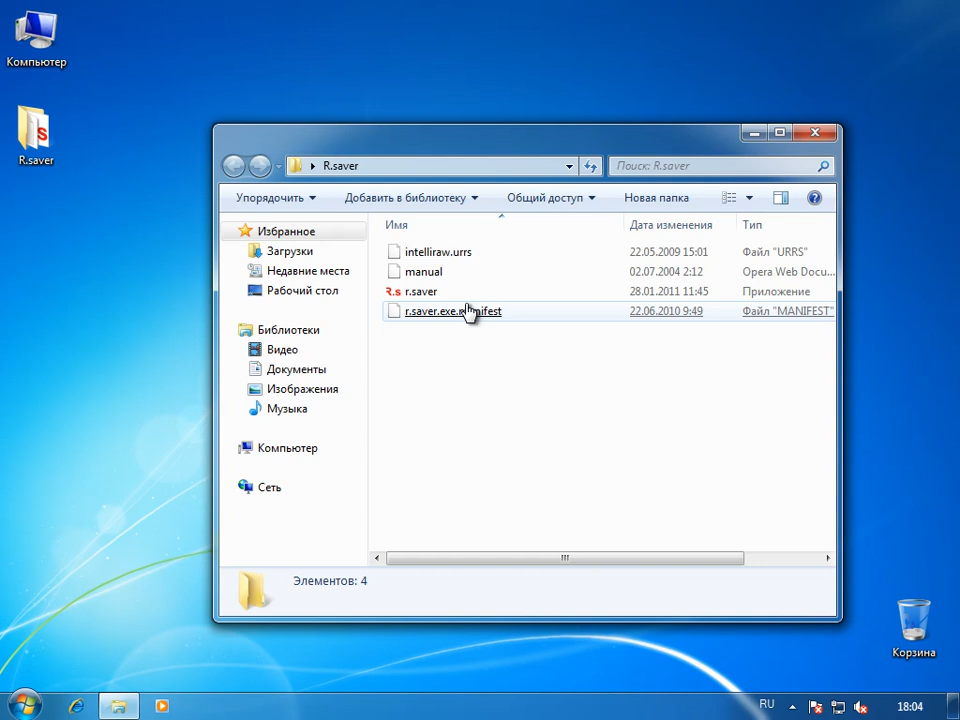 Компьютер
R.saver
R.saver
Поиск: R.saver
Упорядочить
Добавить в библиотеку
Общий доступ
Новая папка
Имя
Дата изменения
Тип
Избранное
Загрузки
Недавние места
Рабочий стол
Библиотеки
Видео
Документы
Изображения
Музыка
Компьютер
Сеть
intelliraw.urrs 22.05.2009 15:01 Файл "URRS"
manual 02.07.2004 2:12 Opera Web Docu...
R.s r.saver 28.01.2011 11:45 Приложение
r.saver.exe.manifest 22.06.2010 9:49 Файл "MANIFEST"
Элементов: 4
Корзина
RU
18:04